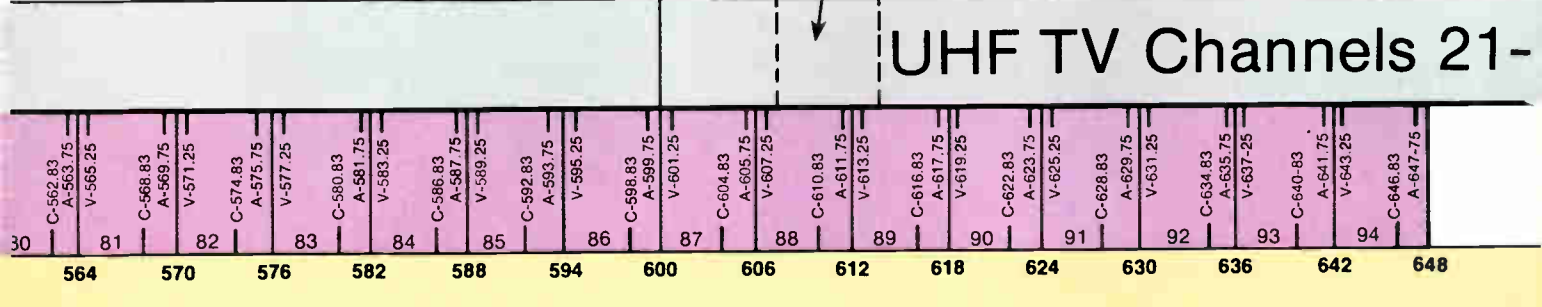 UHF TV Channels 21-
C-562.83 A-563.75 V-565.25 C-568.83 A-569.75 V-571.25 C-574.83 A-575.75 V-577.25 C-580.83 A-581.75 V-583.25 C-586.83 A-587.75 V-589.25 C-592.83 A-593.75 V-595.25 C-598.83 A-599.75 V-601.25 C-604.83 A-605.75 V-607.25 C-610.83 A-611.75 V-613.25 C-616.83 A-617.75 V-619.25 C-622.83 A-623.75 V-625.25 C-628.83 A-629.75 V-631.25 C-634.83 A-635.75 V-637-25 C-640-83 A-641.75 V-643.25 C-646.83 A-647-75
80 81 82 83 84 85 86 87 88 89 90 91 92 93 94
564 570 576 582 588 594 600 606 612 618 624 630 636 642 648